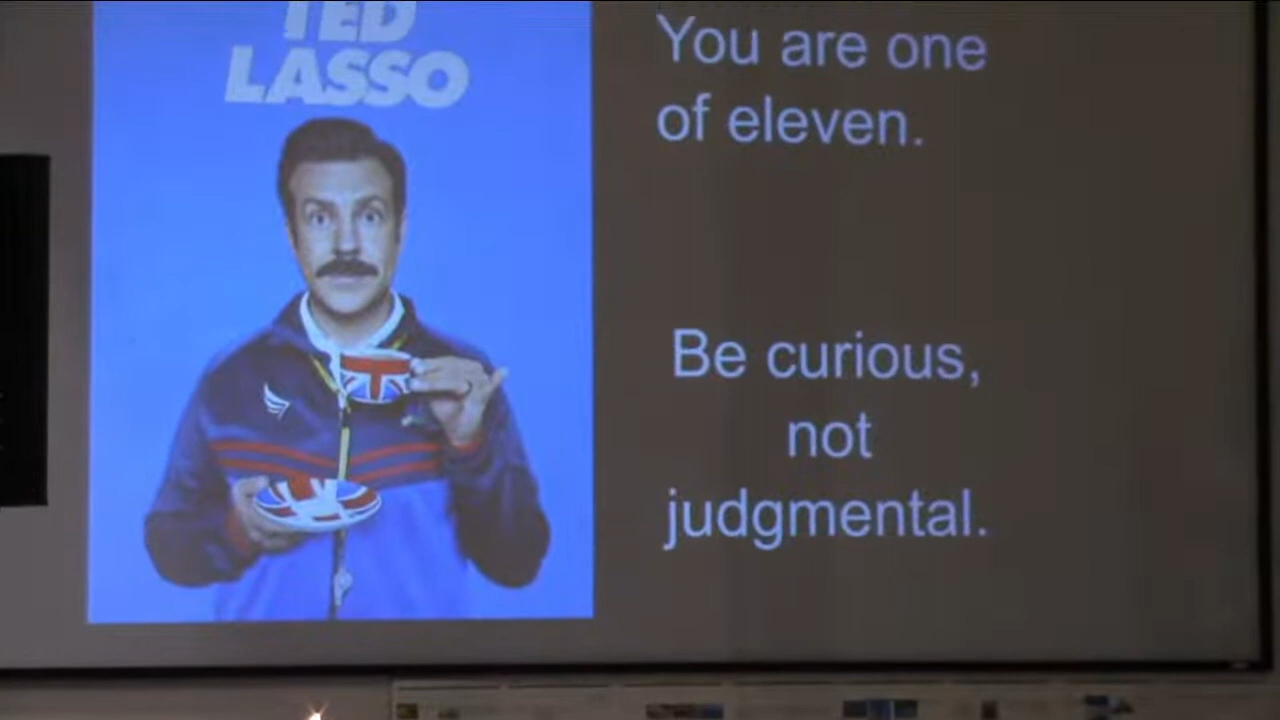 TED
LASSO
You are one
of eleven.
Be curious,
not
judgmental.